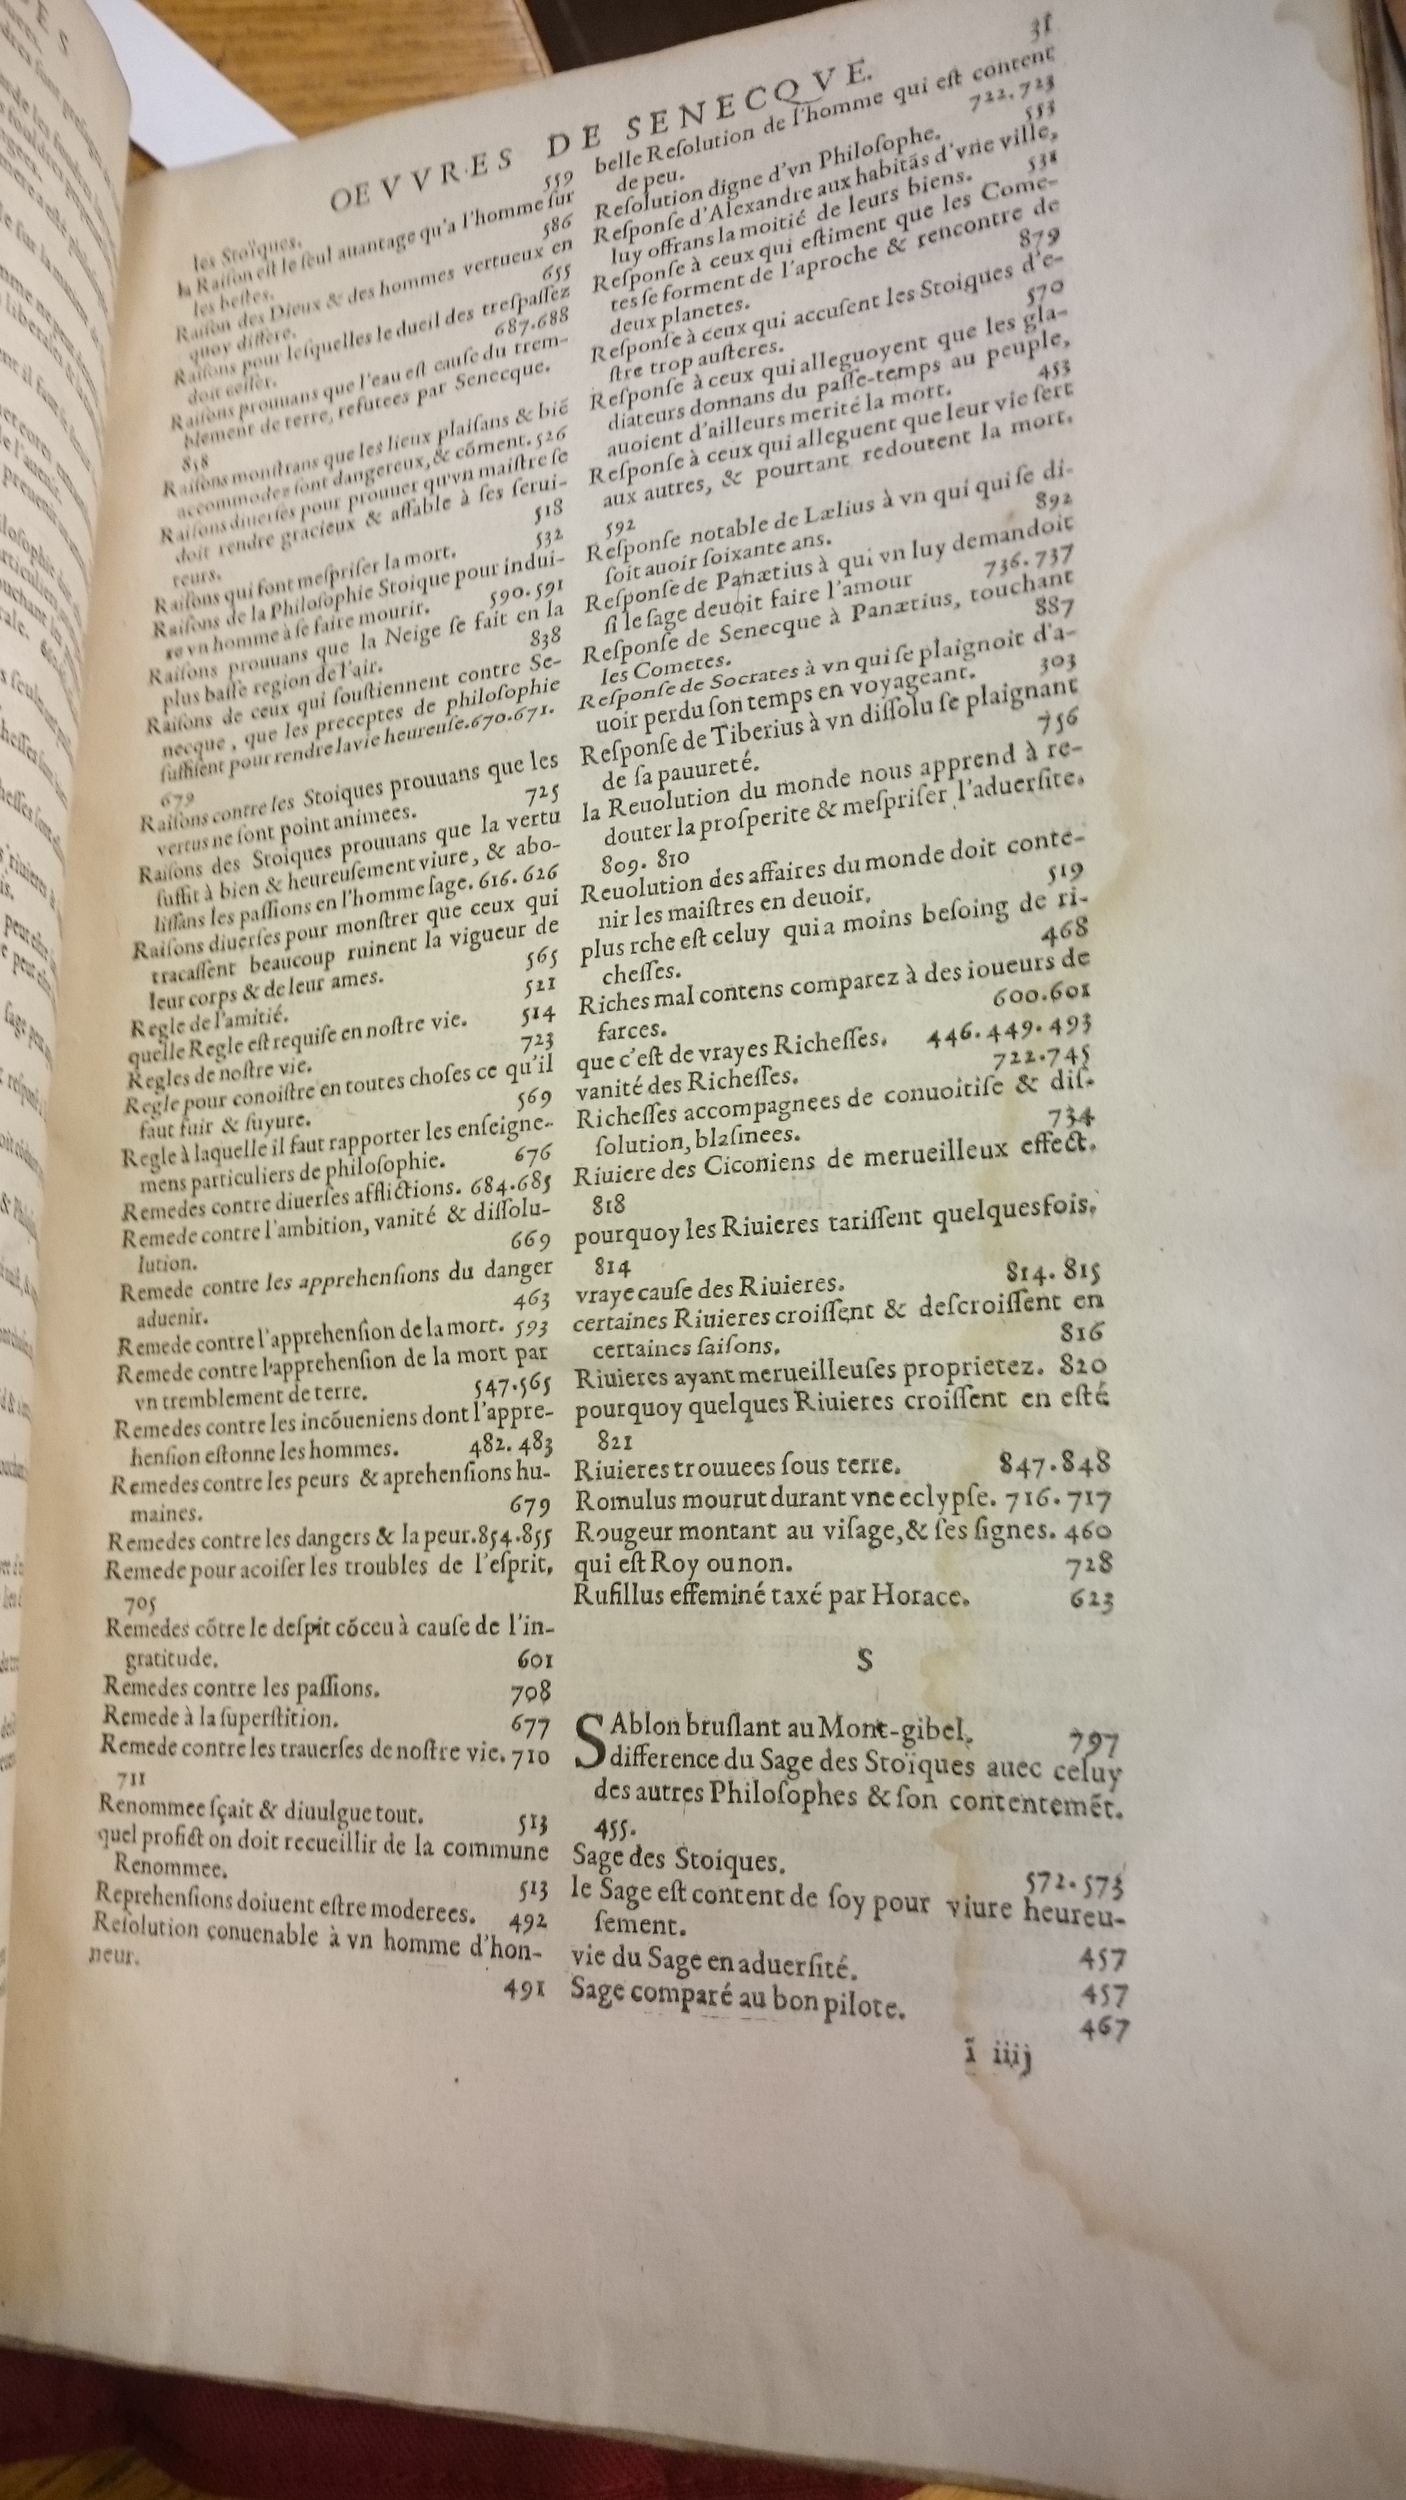 OEVVRES DE SENECQVE.
les Stoïques. 559
la Raison est le seul auantage qu'a l'homme sur
les bestes. 586
Raison des Dieux & des hommes vertueux en
quoy differe. 655
Raisons pour lesquelles le dueil des trespassez
doit cesser. 687.688
Raisons prouuans que l'eau est cause du trem-
blement de terre, refutees par Senecque.
858
Raisons monstrans que les lieux plaisans & biẽ
accommodez sont dangereux, & cõment. 526
Raisons diuerses pour prouuer qu'vn maistre se
doit rendre gracieux & affable à ses serui-
teurs. 518
Raisons qui font mespriser la mort. 532
Raisons de la Philosophie Stoique pour indui-
re vn homme à se faire mourir. 590.591
Raisons prouuans que la Neige se fait en la
plus basse region de l'air. 838
Raisons de ceux qui soustiennent contre Se-
necque, que les preceptes de philosophie
suffisent pour rendre la vie heureuse. 670.671.
679
Raisons contre les Stoiques prouuans que les
vertus ne sont point animees. 725
Raisons des Stoiques prouuans que la vertu
suffit à bien & heureusement viure, & abo-
lissans les passions en l'homme sage. 616. 626
Raisons diuerses pour monstrer que ceux qui
tracassent beaucoup ruinent la vigueur de
leur corps & de leur ames. 565
Regle de l'amitié. 521
quelle Regle est requise en nostre vie. 514
Regles de nostre vie. 723
Regle pour conoistre en toutes choses ce qu'il
faut fuir & suyure. 569
Regle à laquelle il faut rapporter les enseigne-
mens particuliers de philosophie. 676
Remedes contre diuerses afflictions. 684.685
Remede contre l'ambition, vanité & dissolu-
lution. 669
Remede contre les apprehensions du danger
aduenir. 463
Remede contre l'apprehension de la mort. 593
Remede contre l'apprehension de la mort par
vn tremblement de terre. 547.565
Remedes contre les incõueniens dont l'appre-
hension estonne les hommes. 482. 483
Remedes contre les peurs & aprehensions hu-
maines. 679
Remedes contre les dangers & la peur. 854.855
Remede pour acoiser les troubles de l'esprit,
705
Remedes cõtre le despit cõceu à cause de l'in-
gratitude. 601
Remedes contre les passions. 708
Remede à la superstition. 677
Remede contre les trauerses de nostre vie. 710
711
Renommee sçait & diuulgue tout. 513
quel profict on doit recueillir de la commune
Renommee. 513
Reprehensions doiuent estre moderees. 492
Resolution conuenable à vn homme d'hon-
neur. 491
31
belle Resolution de l'homme qui est content
de peu. 722.723
Resolution digne d'vn Philosophe. 553
Response d'Alexandre aux habitãs d'vne ville,
luy offrans la moitié de leurs biens. 538
Response à ceux qui estiment que les Come-
tes se forment de l'aproche & rencontre de
deux planetes. 879
Response à ceux qui accusent les Stoiques d'e-
stre trop austeres. 570
Response à ceux qui alleguoyent que les gla-
diateurs donnans du passe-temps au peuple,
auoient d'ailleurs merité la mort. 453
Response à ceux qui alleguent que leur vie sert
aux autres, & pourtant redoutent la mort.
592
Response notable de Lælius à vn qui qui se di-
soit auoir soixante ans. 892
Response de Panætius à qui vn luy demandoit
si le sage deuoit faire l'amour 736.737
Response de Senecque à Panætius, touchant
les Cometes. 887
Response de Socrates à vn qui se plaignoit d'a-
uoir perdu son temps en voyageant. 303
Response de Tiberius à vn dissolu se plaignant
de sa pauureté. 756
la Reuolution du monde nous apprend à re-
douter la prosperite & mespriser l'aduersite.
809. 810
Reuolution des affaires du monde doit conte-
nir les maistres en deuoir. 519
plus rche est celuy qui a moins besoing de ri-
chesses. 468
Riches mal contens comparez à des ioueurs de
farces. 600.601
que c'est de vrayes Richesses. 446.449.493
vanité des Richesses. 722.745
Richesses accompagnees de conuoitise & dis-
solution, blasmees. 734
Riuiere des Ciconiens de merueilleux effect.
818
pourquoy les Riuieres tarissent quelquesfois.
814
vraye cause des Riuieres. 814. 815
certaines Riuieres croissent & descroissent en
certaines saisons. 816
Riuieres ayant merueilleuses proprietez. 820
pourquoy quelques Riuieres croissent en esté
821
Riuieres trouuees sous terre. 847.848
Romulus mourut durant vne eclypse. 716.717
Rougeur montant au visage, & ses signes. 460
qui est Roy ou non. 728
Rufillus effeminé taxé par Horace. 623
S
SAblon bruslant au Mont-gibel. 797
difference du Sage des Stoïques auec celuy
des autres Philosophes & son contentemẽt.
455.
Sage des Stoiques. 572.573
le Sage est content de soy pour viure heureu-
sement. 457
vie du Sage en aduersité. 457
Sage comparé au bon pilote. 467
ĩ iiij